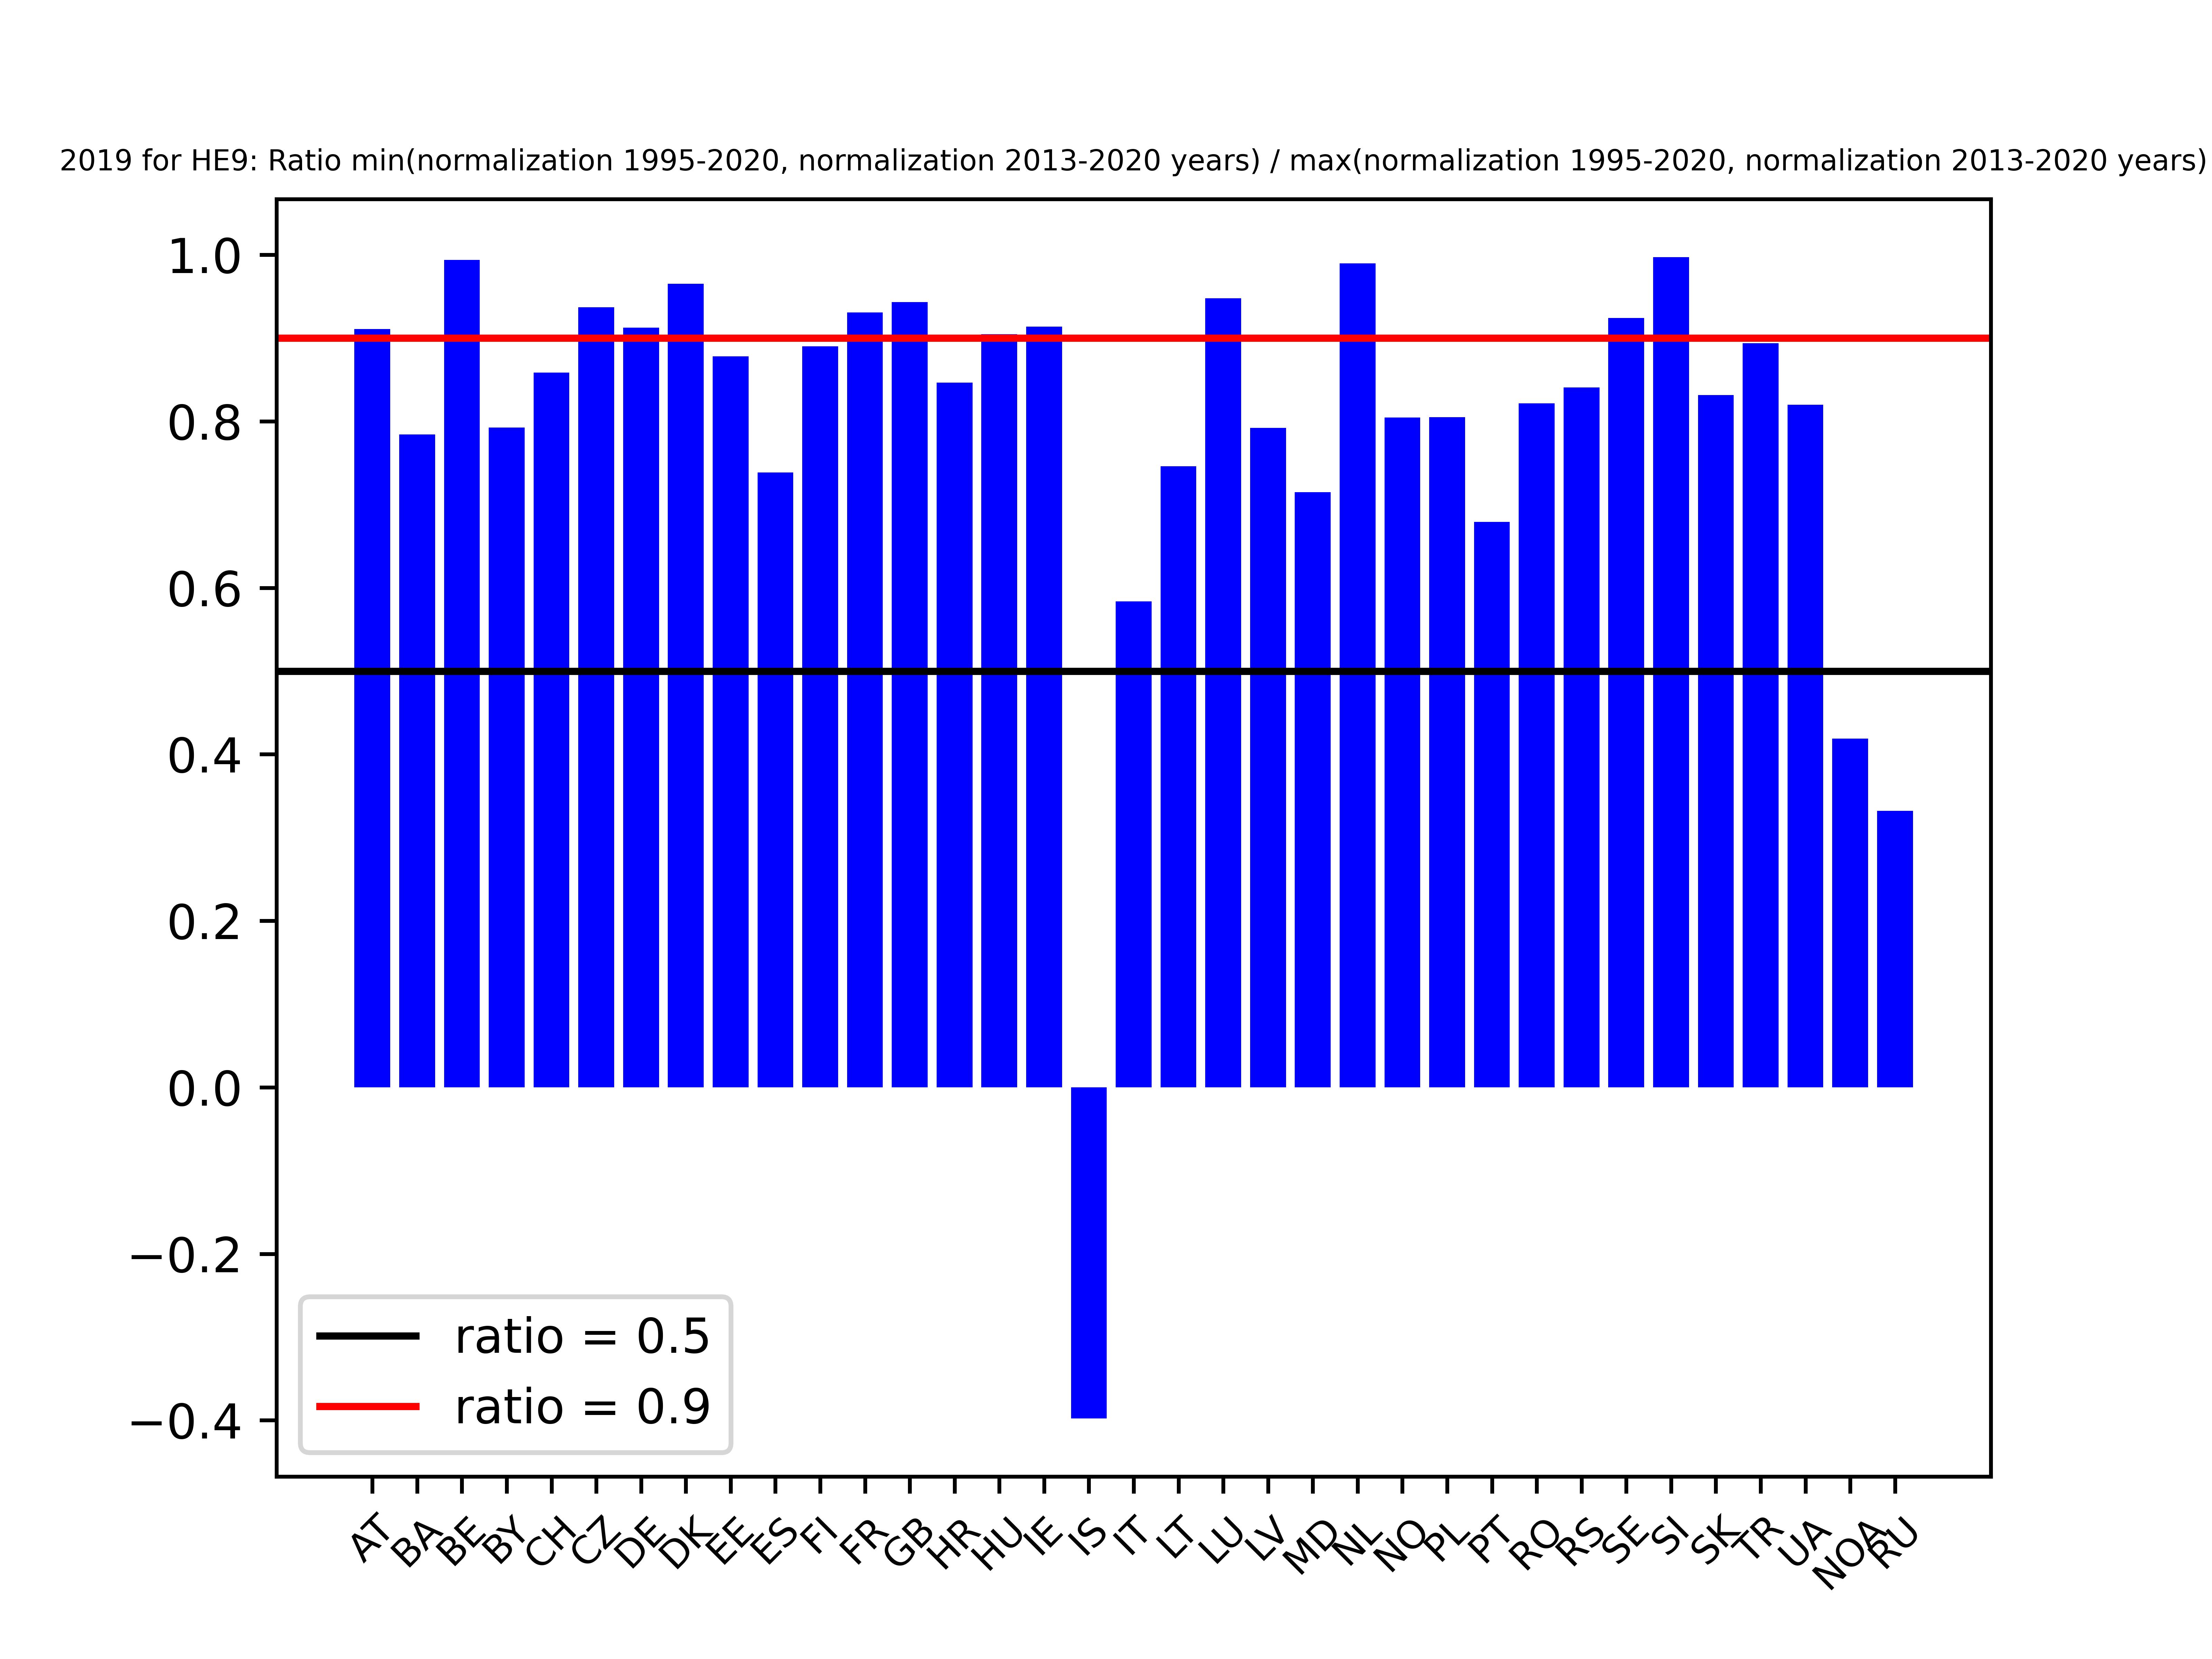 2019 for HE9: Ratio min(normalization 1995-2020, normalization 2013-2020 years) / max(normalization 1995-2020, normalization 2013-2020 years)
1.0
0.8
0.6
0.4
0.2
0.0
−0.2
−0.4
ratio = 0.5
ratio = 0.9
AT BA BE BY CH CZ DE DK EE ES FI FR GB HR HU IE IS IT LT LU LV MD NL NO PL PT RO RS SE SI SK TR UA NOA RU